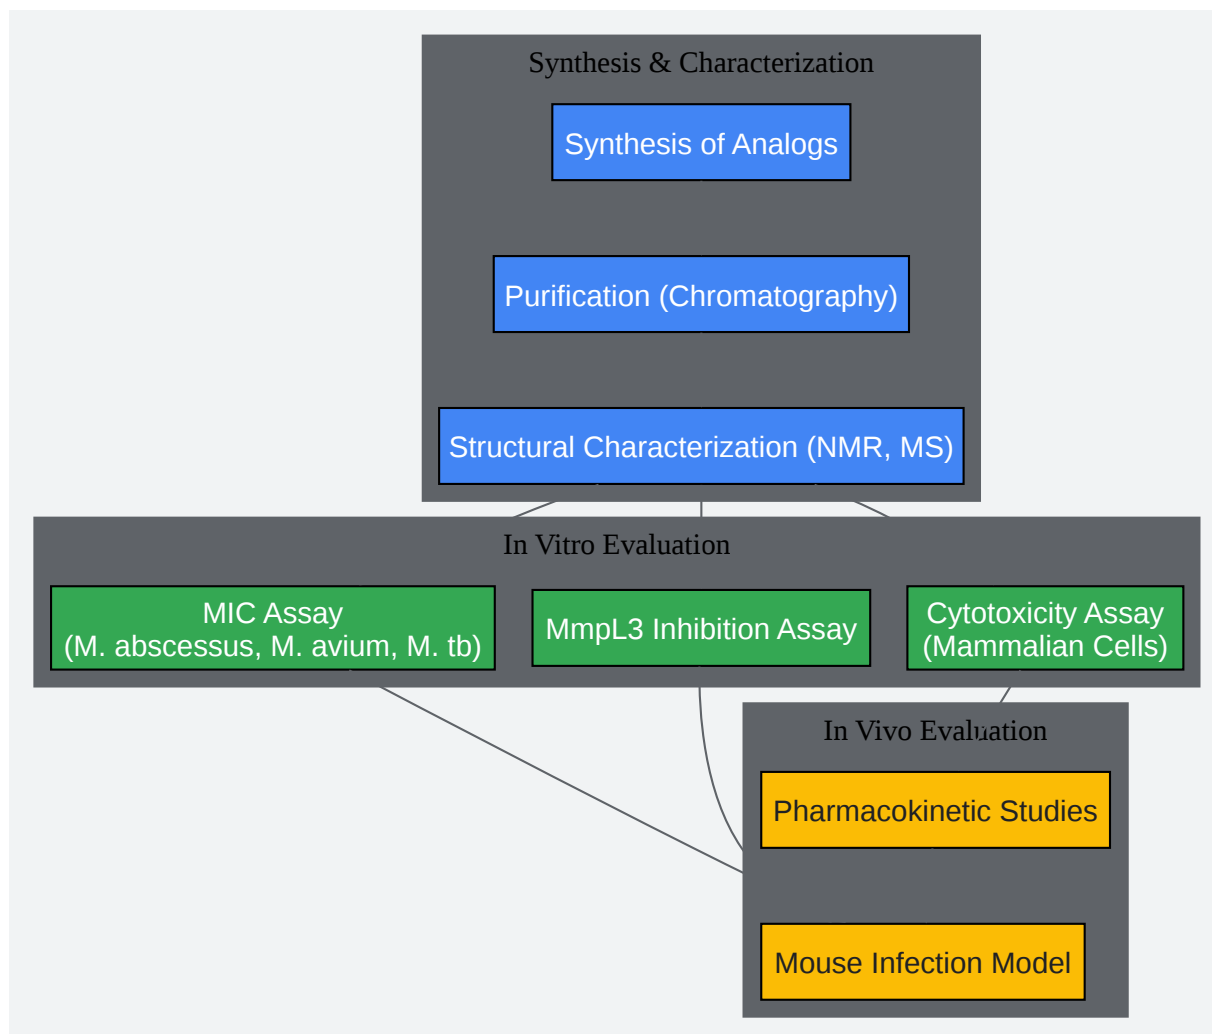 Synthesis & Characterization
Synthesis of Analogs
Purification (Chromatography)
Structural Characterization (NMR, MS)
In Vitro Evaluation
MIC Assay
(M. abscessus, M. avium, M. tb)
MmpL3 Inhibition Assay
Cytotoxicity Assay
(Mammalian Cells)
In Vivo Evaluation
Pharmacokinetic Studies
Mouse Infection Model